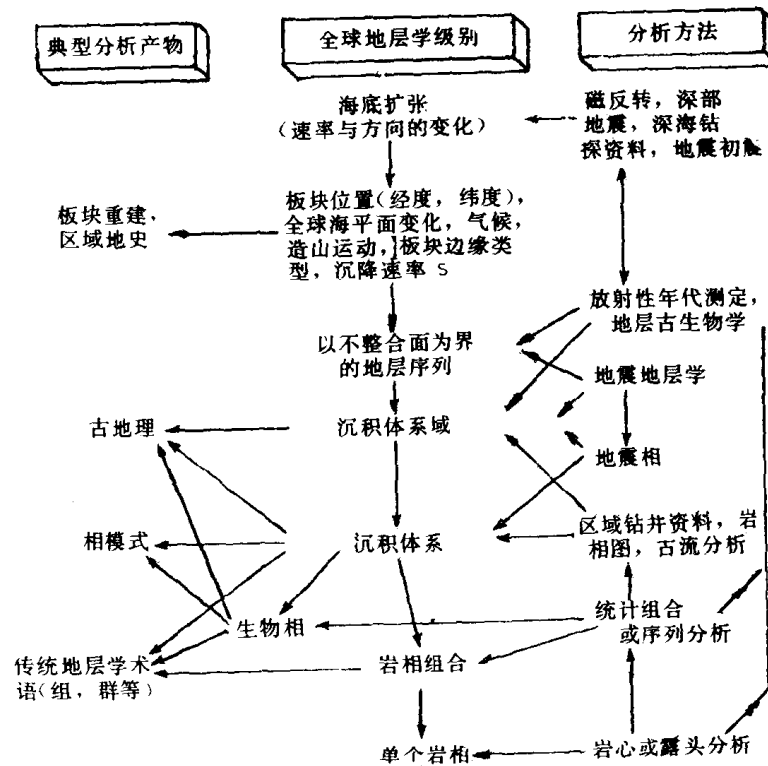 典型分析产物
全球地层学级别
分析方法
海底扩张
（速率与方向的变化）
磁反转，深部
地震，深海钻
探资料，地震初震
板块重建，
区域地史
板块位置（经度，纬度），
全球海平面变化，气候，
造山运动，板块边缘类
型，沉降速率 S
放射性年代测定，
地层古生物学
以不整合面为界
的地层序列
地震地层学
古地理
沉积体系域
地震相
相模式
沉积体系
区域钻井资料，岩
相图，古流分析
生物相
统计组合
或序列分析
传统地层学术
语（组，群等）
岩相组合
单个岩相
岩心或露头分析